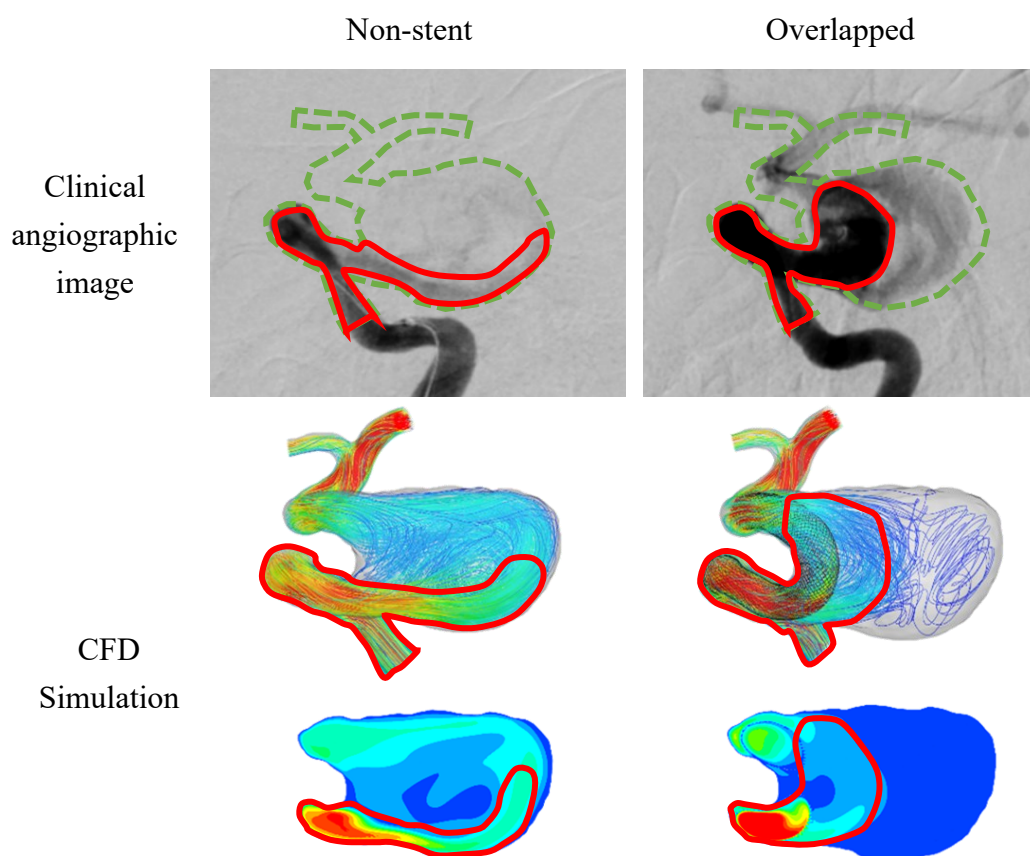 Non-stent
Overlapped
Clinical
angiographic
image
CFD
Simulation